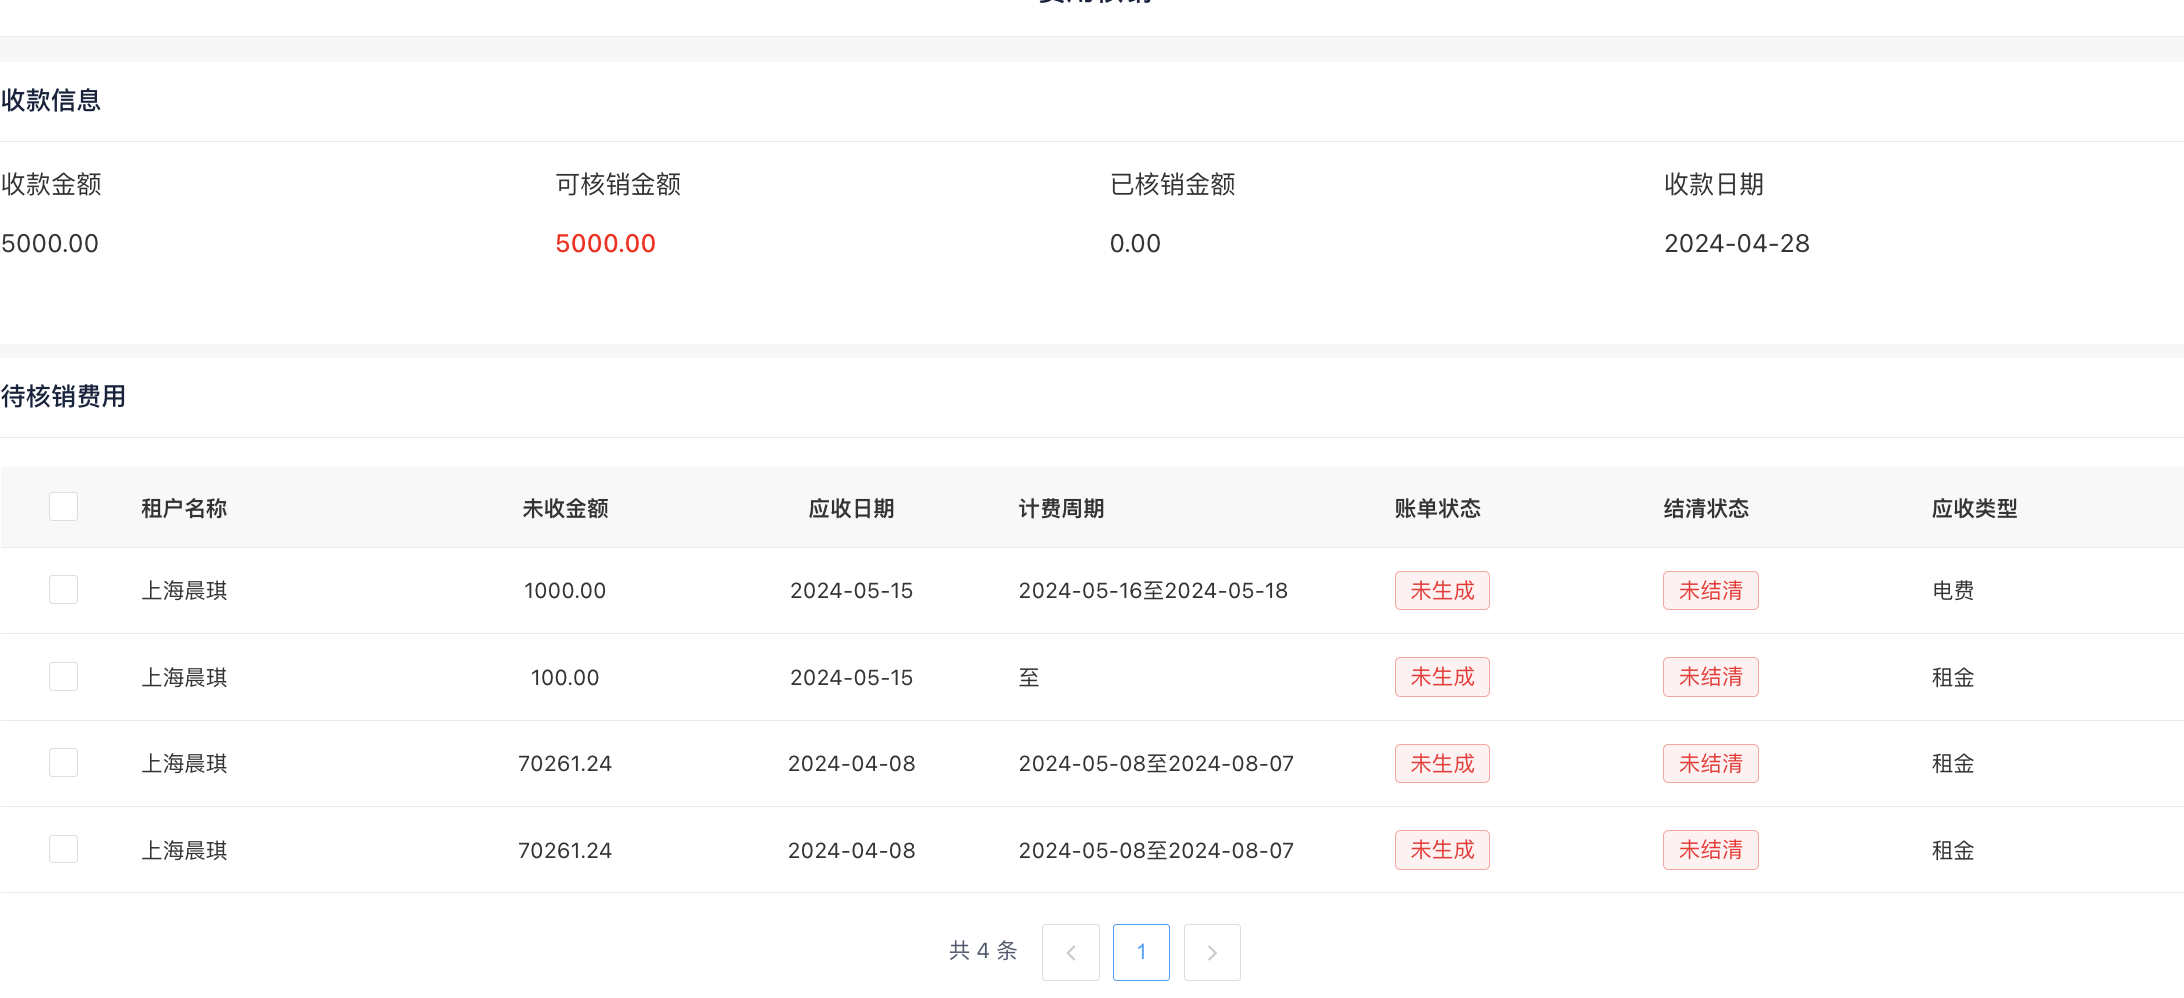 收款信息
收款金额 可核销金额 已核销金额 收款日期
5000.00 5000.00 0.00 2024-04-28
待核销费用
租户名称 未收金额 应收日期 计费周期 账单状态 结清状态 应收类型
上海晨琪 1000.00 2024-05-15 2024-05-16至2024-05-18 未生成 未结清 电费
上海晨琪 100.00 2024-05-15 至 未生成 未结清 租金
上海晨琪 70261.24 2024-04-08 2024-05-08至2024-08-07 未生成 未结清 租金
上海晨琪 70261.24 2024-04-08 2024-05-08至2024-08-07 未生成 未结清 租金
共 4 条 1